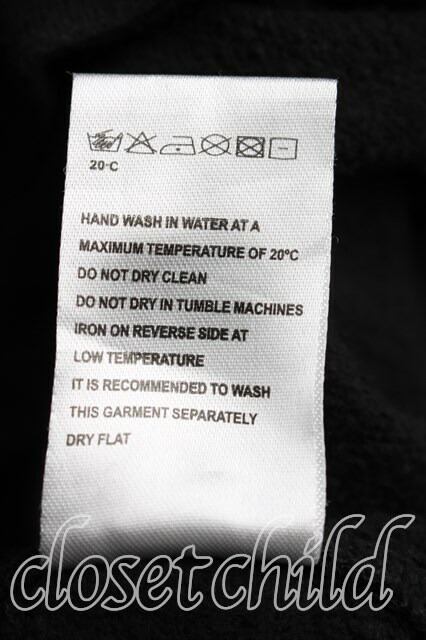 20°C
HAND WASH IN WATER AT A
MAXIMUM TEMPERATURE OF 20ºC
DO NOT DRY CLEAN
DO NOT DRY IN TUMBLE MACHINES
IRON ON REVERSE SIDE AT
LOW TEMPERATURE
IT IS RECOMMENDED TO WASH
THIS GARMENT SEPARATELY
DRY FLAT
closetchild